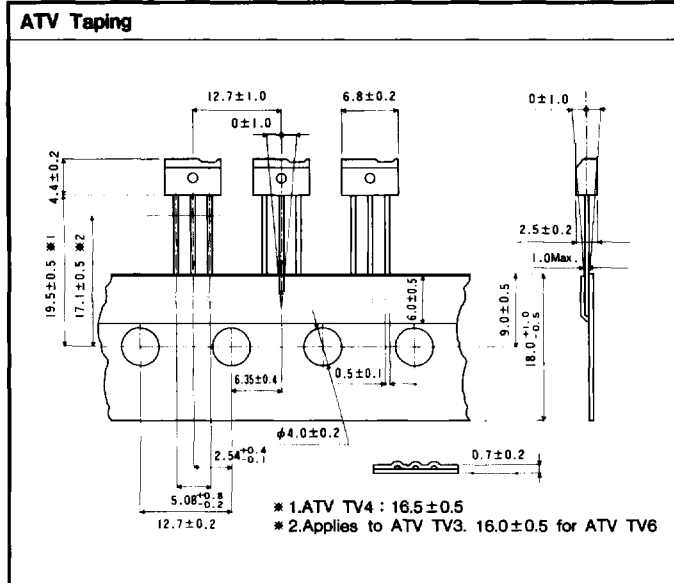 ATV Taping
12.7±1.0
6.8±0.2
0±1.0
0±1.0
4.4±0.2
2.5±0.2
1.0Max.
19.5±0.5 ※1
17.1±0.5 ※2
6.0±0.5
9.0±0.5
18.0 +1.0 -0.5
6.35±0.4
0.5±0.1
φ4.0±0.2
2.54 +0.4 -0.1
0.7±0.2
5.08 +0.8 -0.2
12.7±0.2
※1.ATV TV4 : 16.5±0.5
※2.Applies to ATV TV3. 16.0±0.5 for ATV TV6